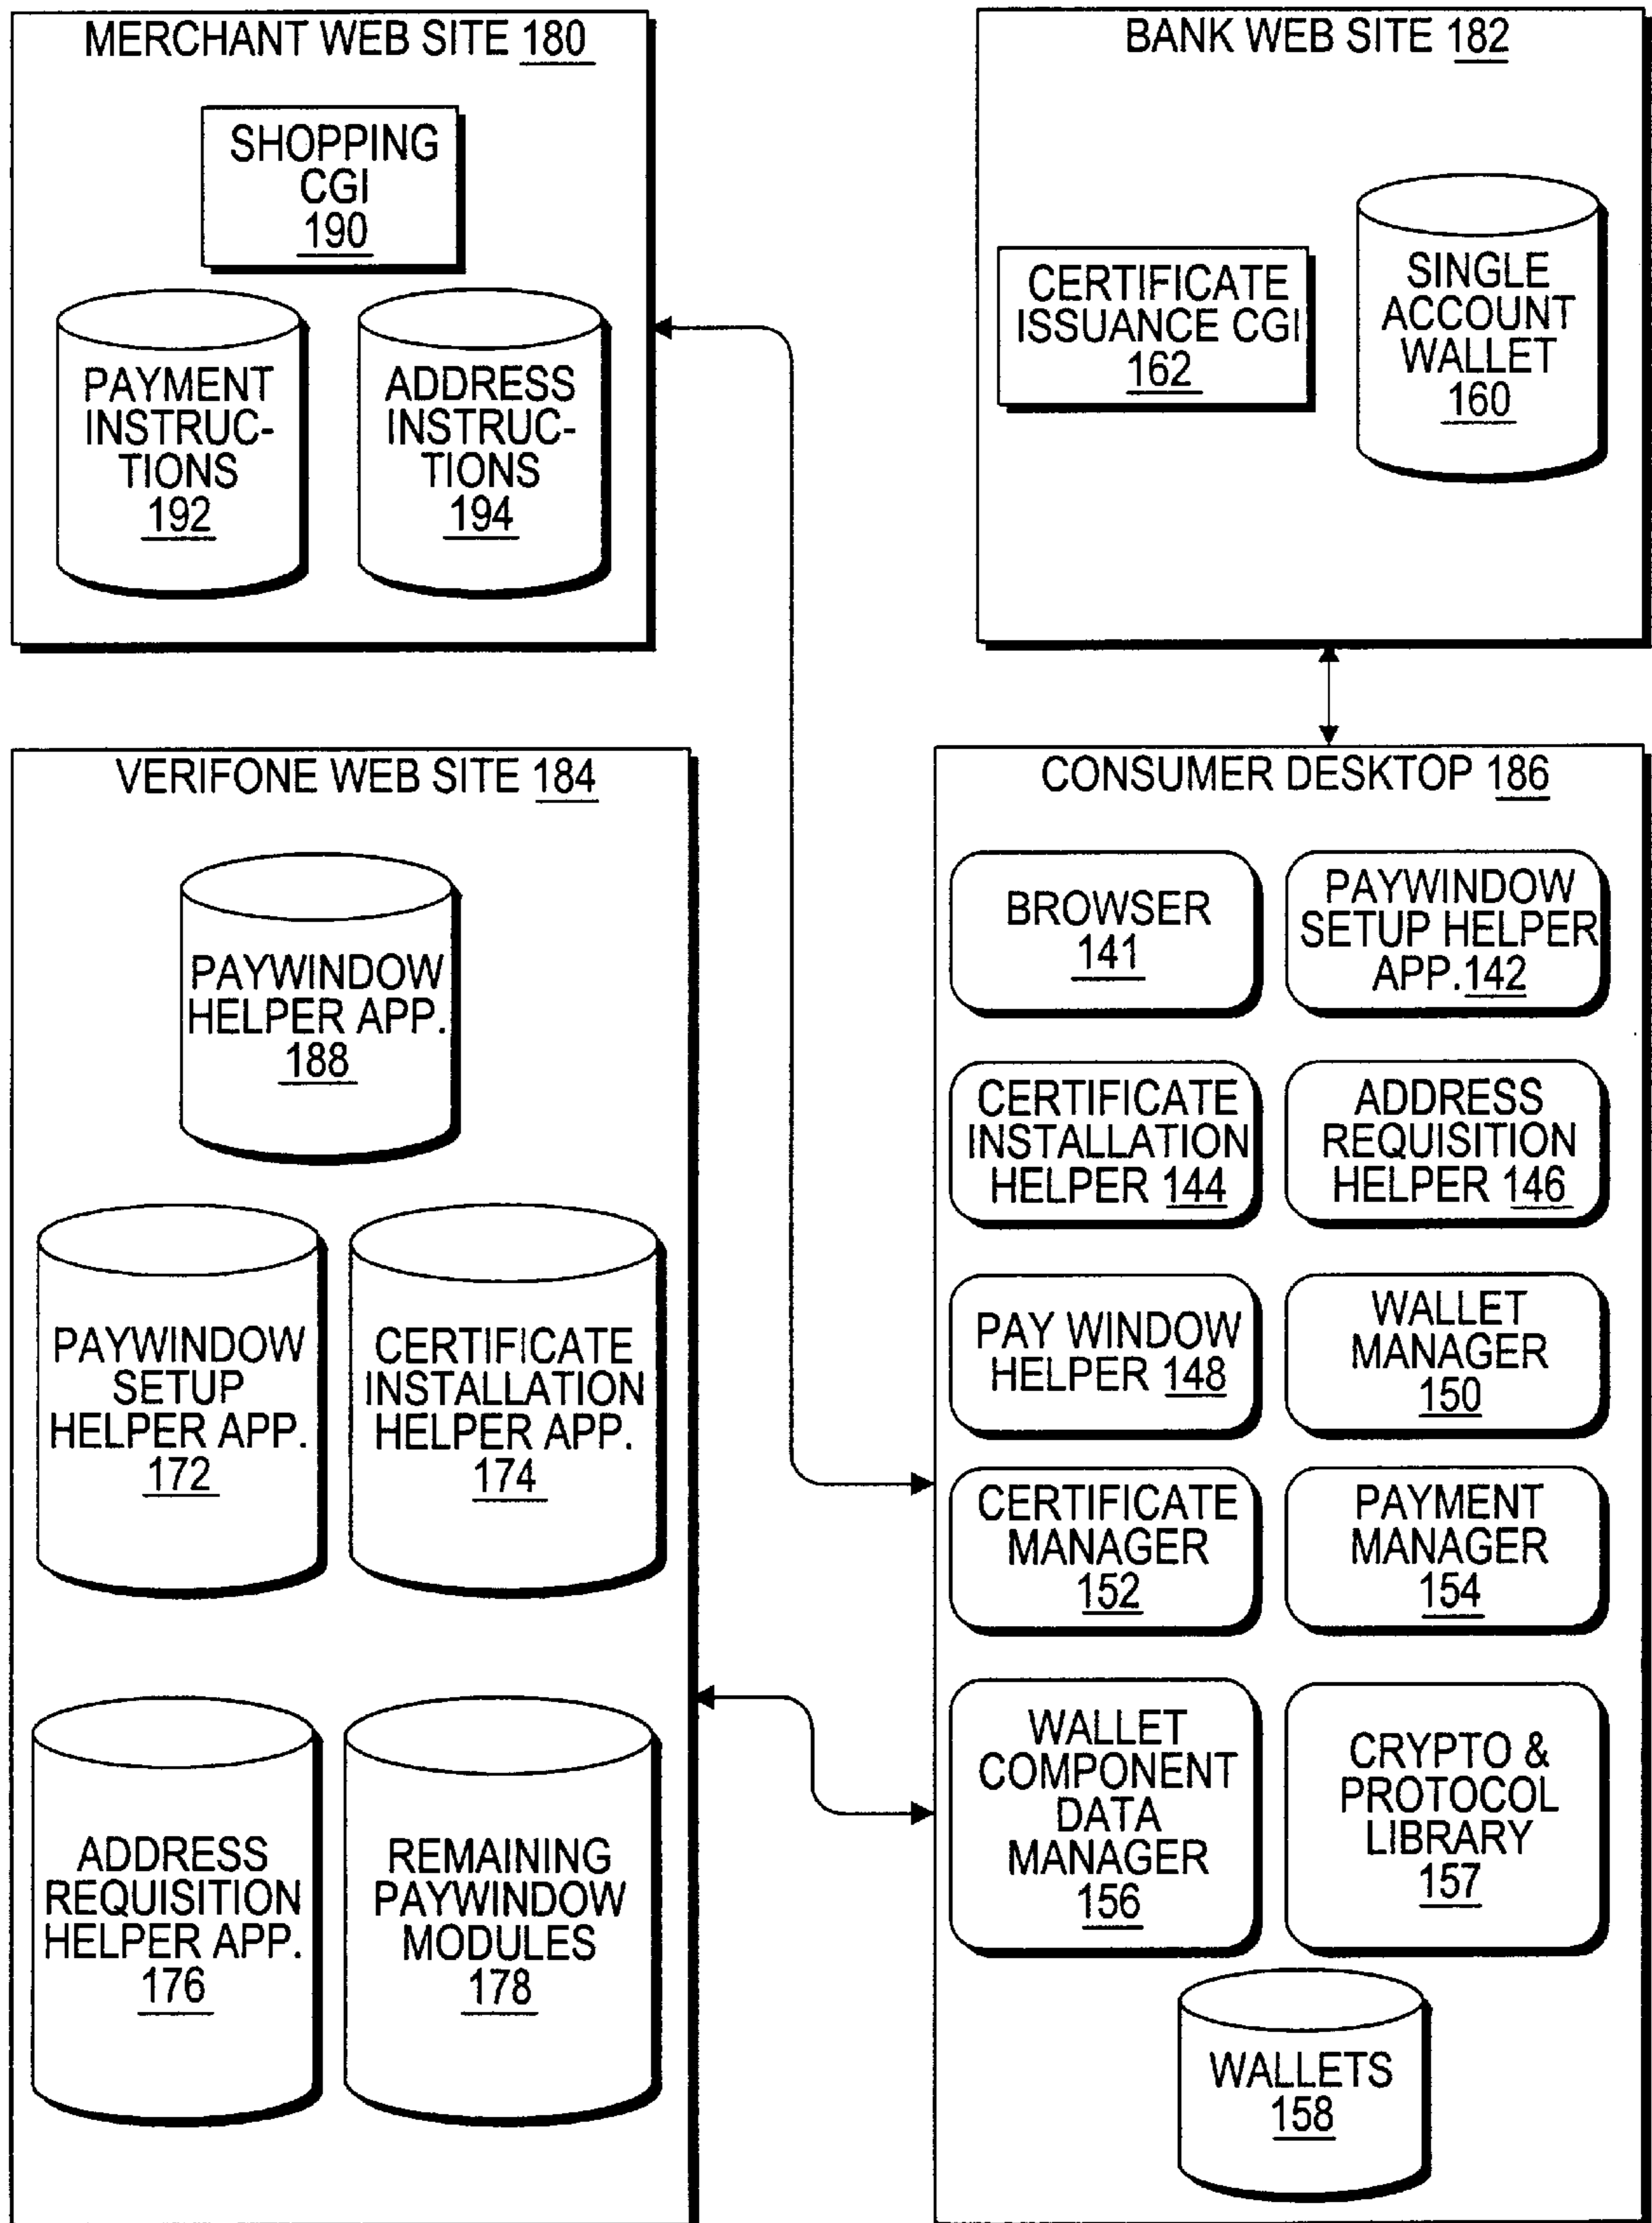 MERCHANT WEB SITE 180
SHOPPING
CGI
190
PAYMENT
INSTRUC-
TIONS
192
ADDRESS
INSTRUC-
TIONS
194
BANK WEB SITE 182
CERTIFICATE
ISSUANCE CGI
162
SINGLE
ACCOUNT
WALLET
160
VERIFONE WEB SITE 184
PAYWINDOW
HELPER APP.
188
PAYWINDOW
SETUP
HELPER APP.
172
CERTIFICATE
INSTALLATION
HELPER APP.
174
ADDRESS
REQUISITION
HELPER APP.
176
REMAINING
PAYWINDOW
MODULES
178
CONSUMER DESKTOP 186
BROWSER
141
PAYWINDOW
SETUP HELPER
APP.142
CERTIFICATE
INSTALLATION
HELPER 144
ADDRESS
REQUISITION
HELPER 146
PAY WINDOW
HELPER 148
WALLET
MANAGER
150
CERTIFICATE
MANAGER
152
PAYMENT
MANAGER
154
WALLET
COMPONENT
DATA
MANAGER
156
CRYPTO &
PROTOCOL
LIBRARY
157
WALLETS
158